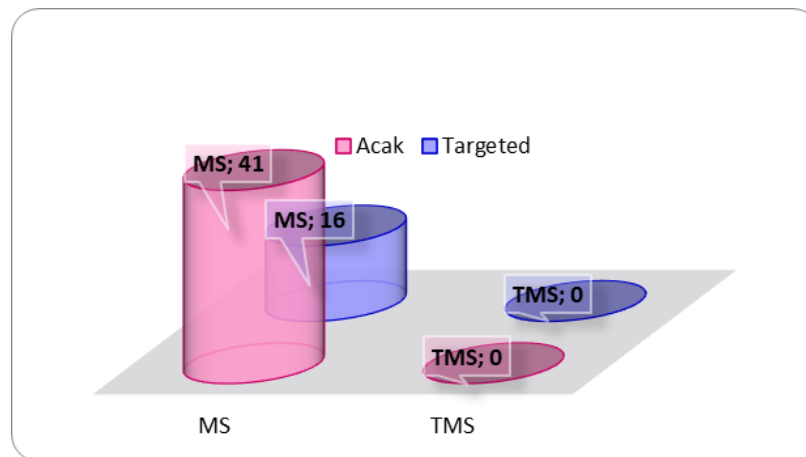 Acak Targeted
MS; 41
MS; 16
TMS; 0
TMS; 0
MS TMS